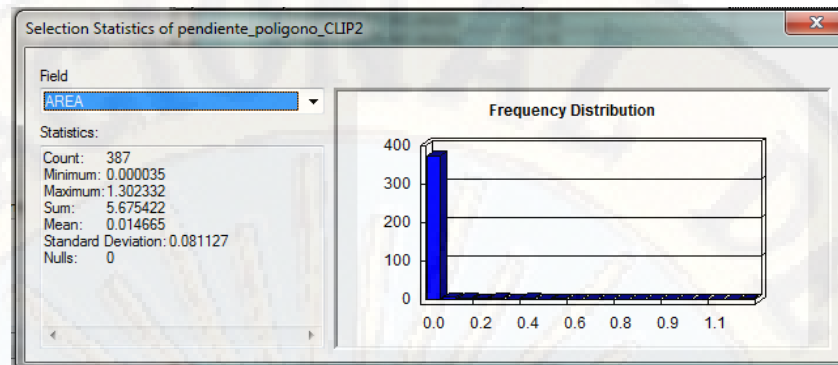 Selection Statistics of pendiente_poligono_CLIP2
Field
AREA
Statistics:
Count: 387
Minimum: 0.000035
Maximum: 1.302332
Sum: 5.675422
Mean: 0.014665
Standard Deviation: 0.081127
Nulls: 0
Frequency Distribution
400
300
200
100
0
0.0 0.2 0.4 0.6 0.8 0.9 1.1